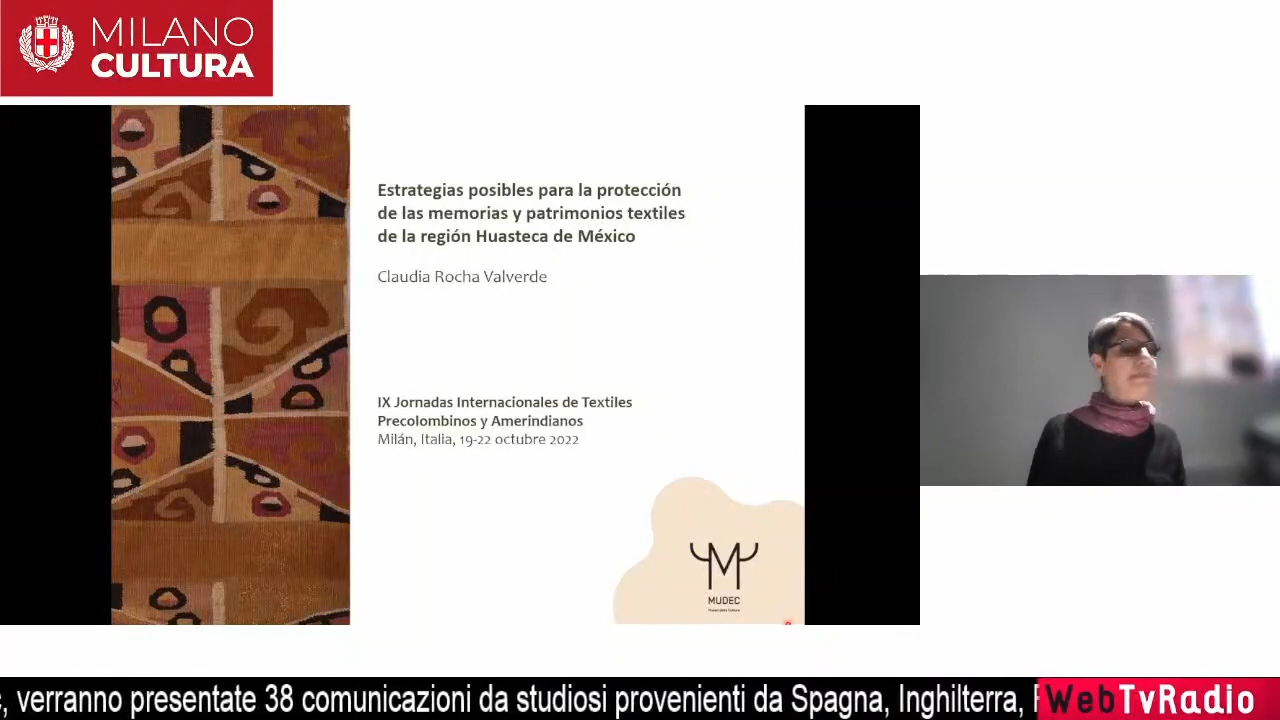 MILANO
CULTURA
Estrategias posibles para la protección
de las memorias y patrimonios textiles
de la región Huasteca de México
Claudia Rocha Valverde
IX Jornadas Internacionales de Textiles
Precolombinos y Amerindianos
Milán, Italia, 19-22 octubre 2022
MUDEC
, verranno presentate 38 comunicazioni da studiosi provenienti da Spagna, Inghilterra,
WebTvRadio